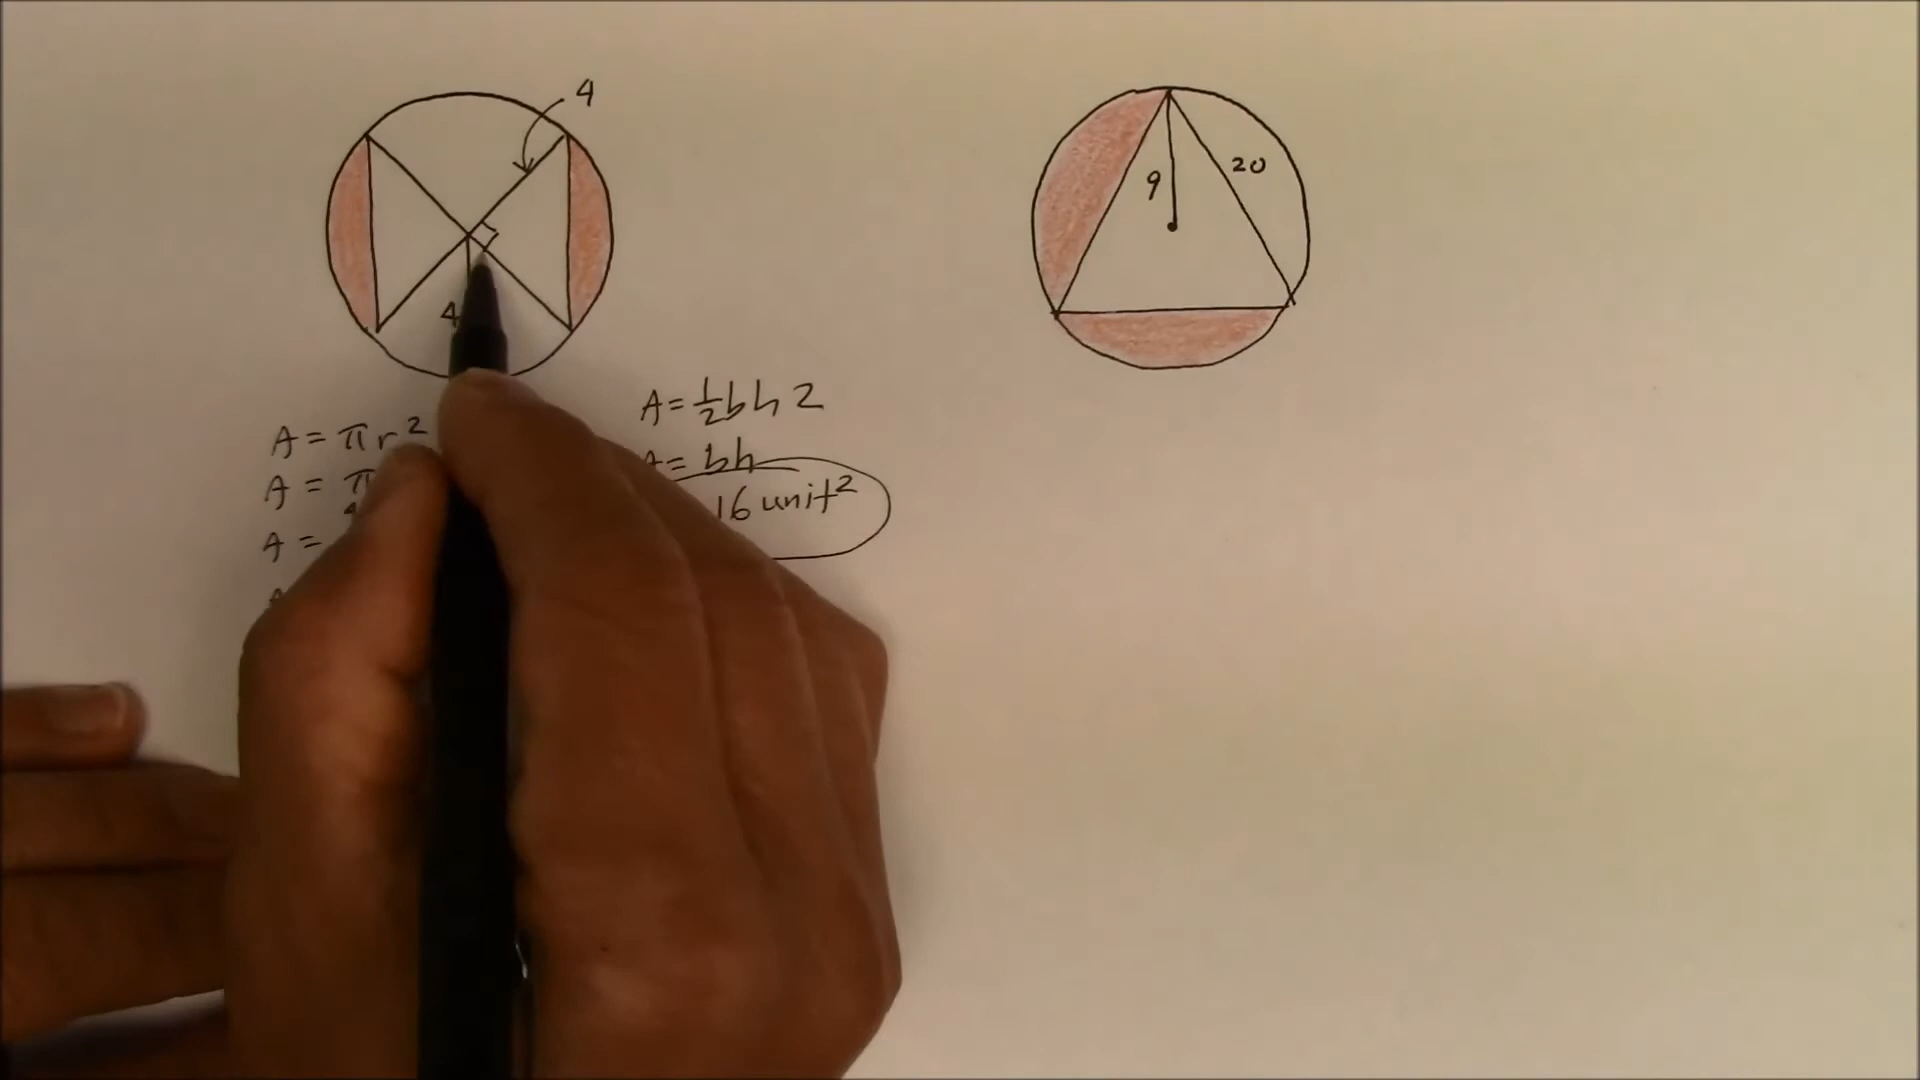 4
4
9
20
A = πr²
A = π
A =
A
A = ½bh 2
A = bh
16 unit²